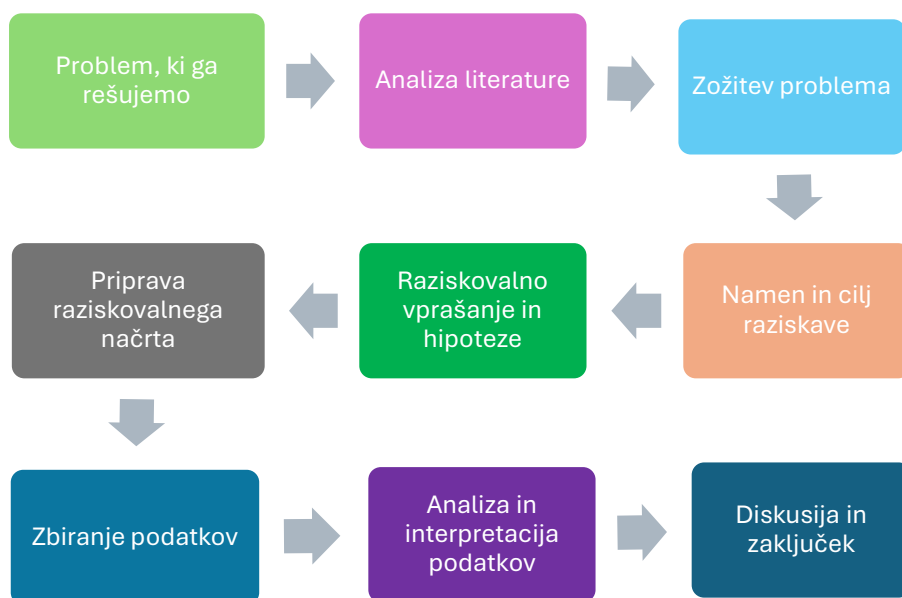 Problem, ki ga
rešujemo
Analiza literature
Zožitev problema
Namen in cilj
raziskave
Raziskovalno
vprašanje in
hipoteze
Priprava
raziskovalnega
načrta
Zbiranje podatkov
Analiza in
interpretacija
podatkov
Diskusija in
zaključek